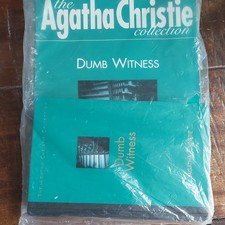 the
Agatha Christie
collection
DUMB WITNESS
Dumb
Witness